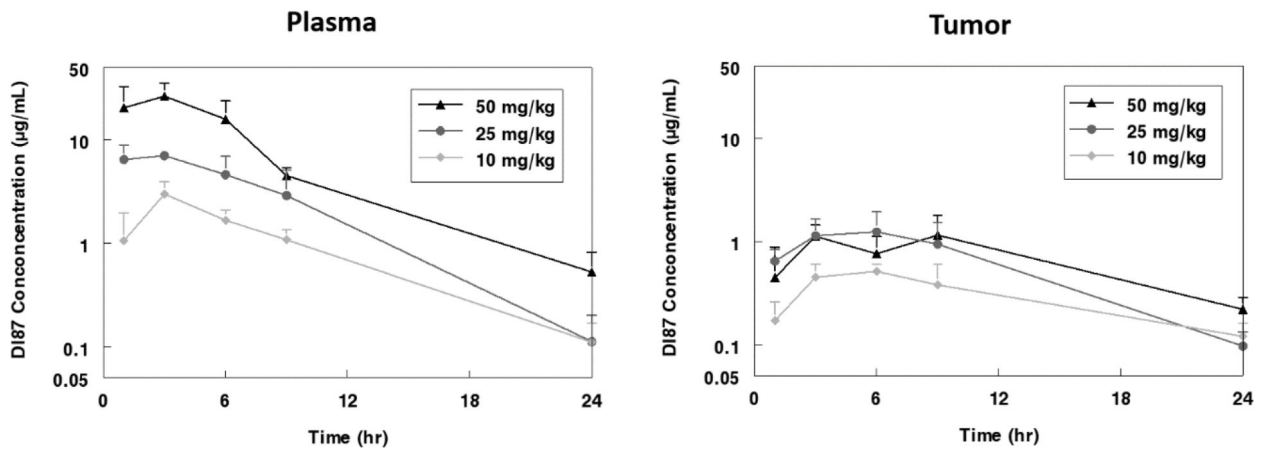 Plasma
DI87 Conconcentration (µg/mL)
50
10
1
0.1
0.05
50 mg/kg
25 mg/kg
10 mg/kg
0 6 12 18 24
Time (hr)
Tumor
DI87 Conconcentration (µg/mL)
50
10
1
0.1
0.05
50 mg/kg
25 mg/kg
10 mg/kg
0 6 12 18 24
Time (hr)